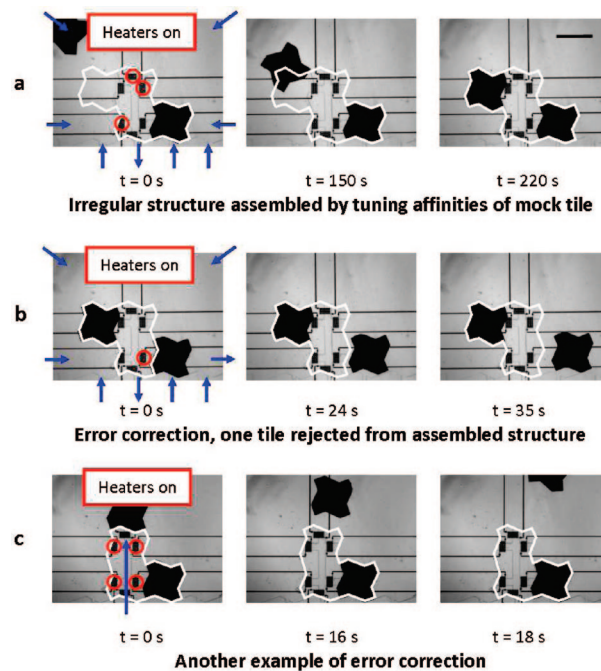 Heaters on
a
t = 0 s
t = 150 s
t = 220 s
Irregular structure assembled by tuning affinities of mock tile
Heaters on
b
t = 0 s
t = 24 s
t = 35 s
Error correction, one tile rejected from assembled structure
Heaters on
c
t = 0 s
t = 16 s
t = 18 s
Another example of error correction